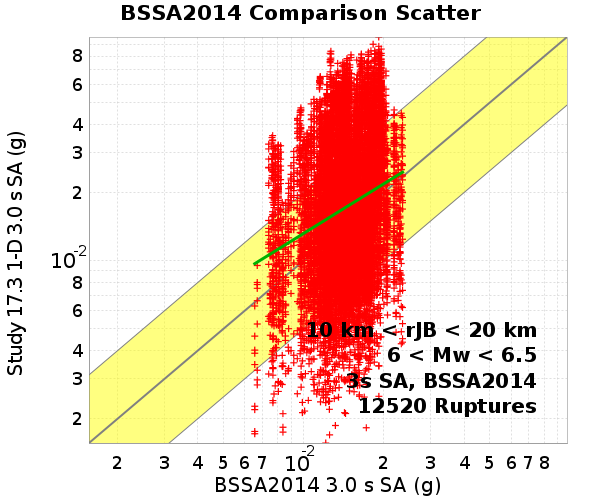 BSSA2014 Comparison Scatter
Study 17.3 1-D 3.0 s SA (g)
8
6
4
3
2
10-2
8
6
4
3
2
10 km < rJB < 20 km
6 < Mw < 6.5
3s SA, BSSA2014
12520 Ruptures
2 3 4 5 6 7 10-2 2 3 4 5 6 7 8
BSSA2014 3.0 s SA (g)